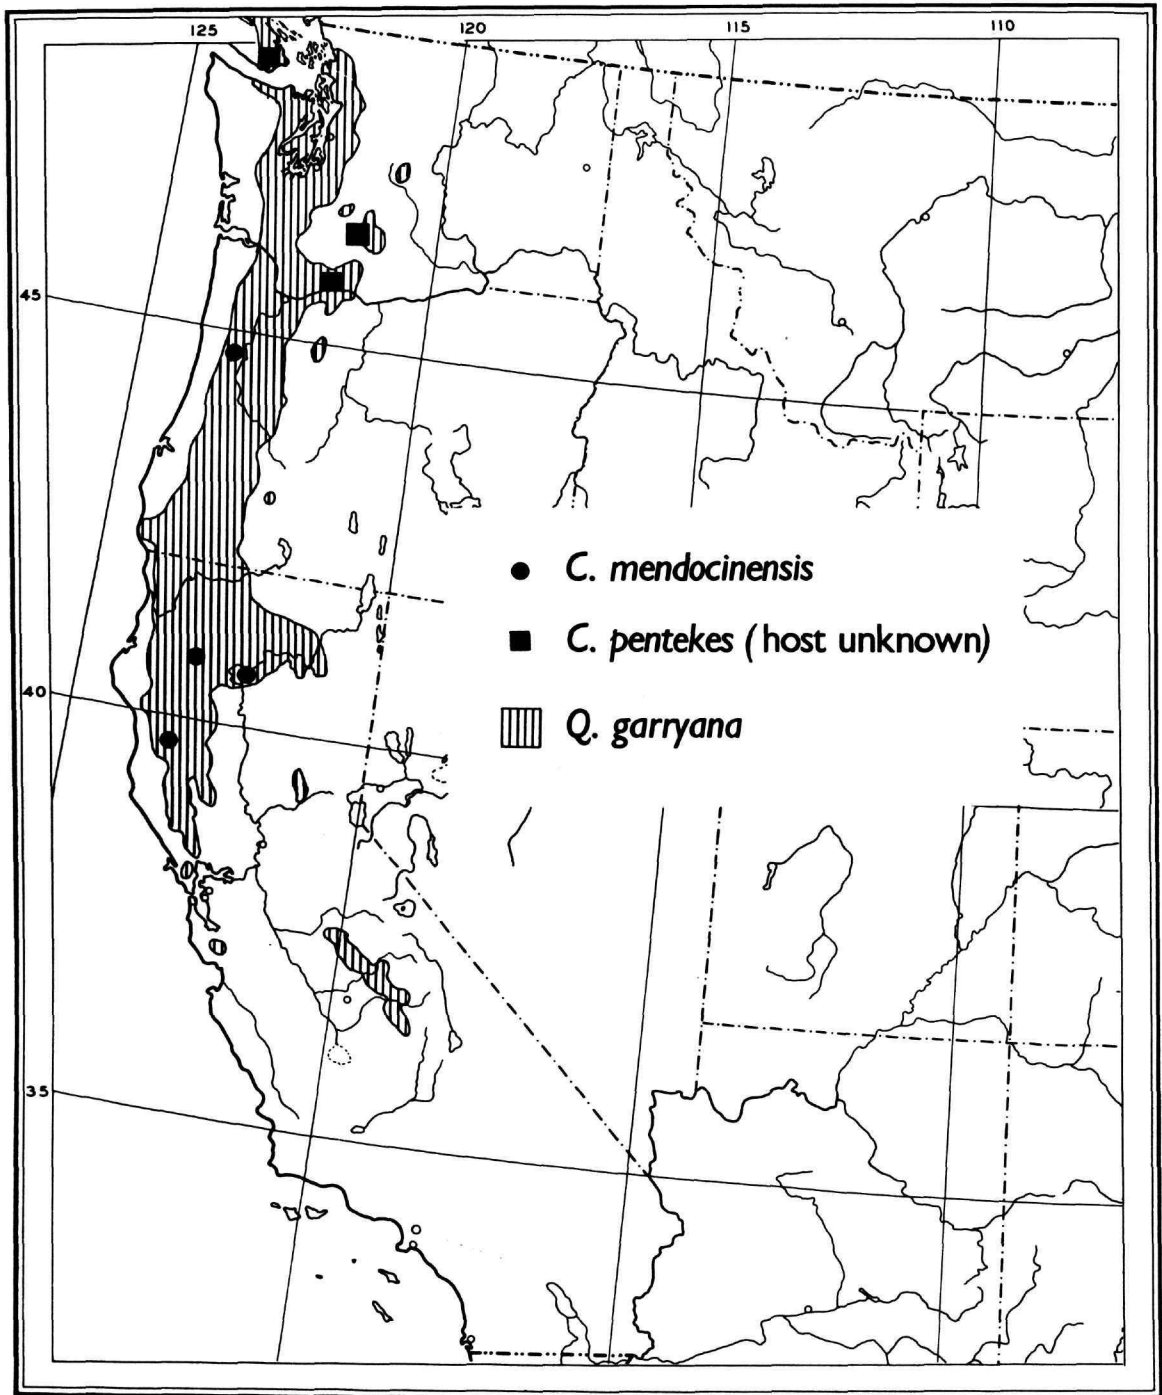 125 120 115 110
45
40
35
C. mendocinensis
C. pentekes (host unknown)
Q. garryana